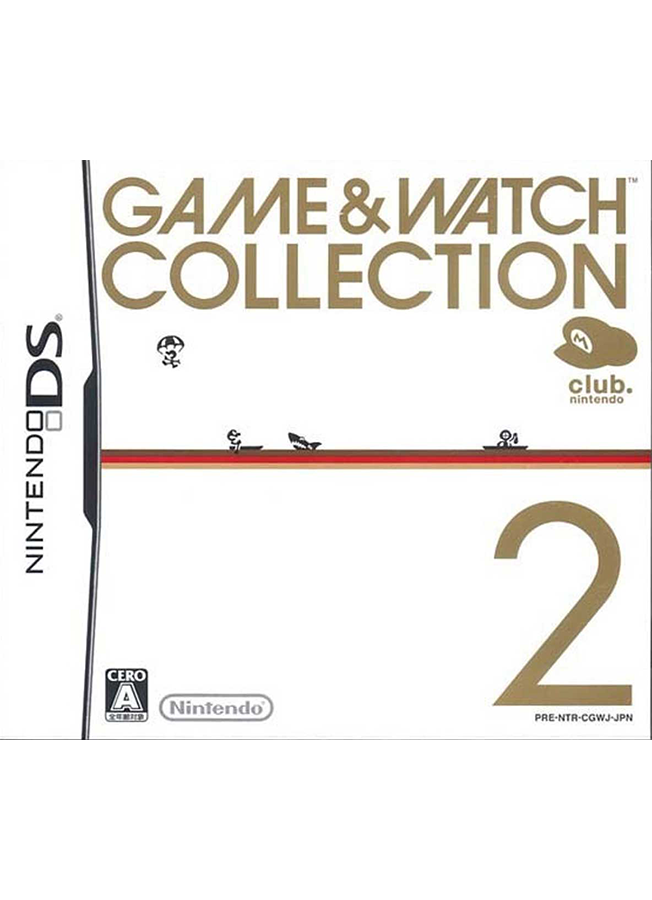 GAME & WATCH™
COLLECTION
M
club.
nintendo
NINTENDO DS®
2
CERO
A
全年齢対象
Nintendo®
PRE-NTR-CGWJ-JPN